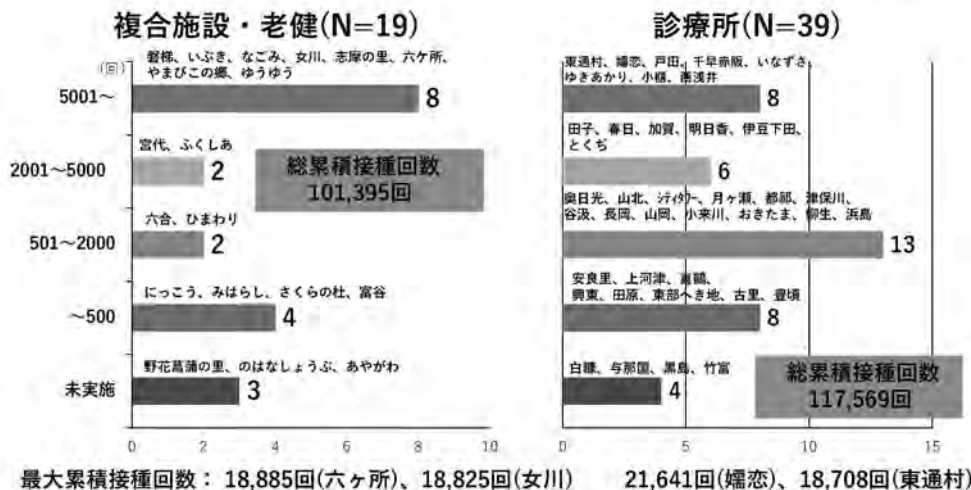 複合施設・老健(N=19)
(回)
磐梯、いぶき、なごみ、女川、志摩の里、六ケ所、
やまびこの郷、ゆうゆう
5001～
8
宮代、ふくしあ
2001～5000
2
総累積接種回数
101,395回
六合、ひまわり
501～2000
2
にっこう、みはらし、さくらの杜、富谷
～500
4
野花菖蒲の里、のはなしょうぶ、あやがわ
未実施
3
0 2 4 6 8 10
診療所(N=39)
東通村、嬬恋、戸田、千早赤阪、いなずさ、
ゆきあかり、小櫃、西浅井
8
田子、春日、加賀、明日香、伊豆下田、
とくぢ
6
奥日光、山北、シティタワー、月ヶ瀬、都部、津保川、
谷汲、長岡、山岡、小来川、おきたま、柳生、浜島
13
安良里、上河津、
興東、田原、東部へき地、古里、豊頃
8
白糠、与那国、黒島、竹富
4
総累積接種回数
117,569回
0 5 10 15
最大累積接種回数： 18,885回(六ヶ所)、18,825回(女川) 21,641回(嬬恋)、18,708回(東通村)